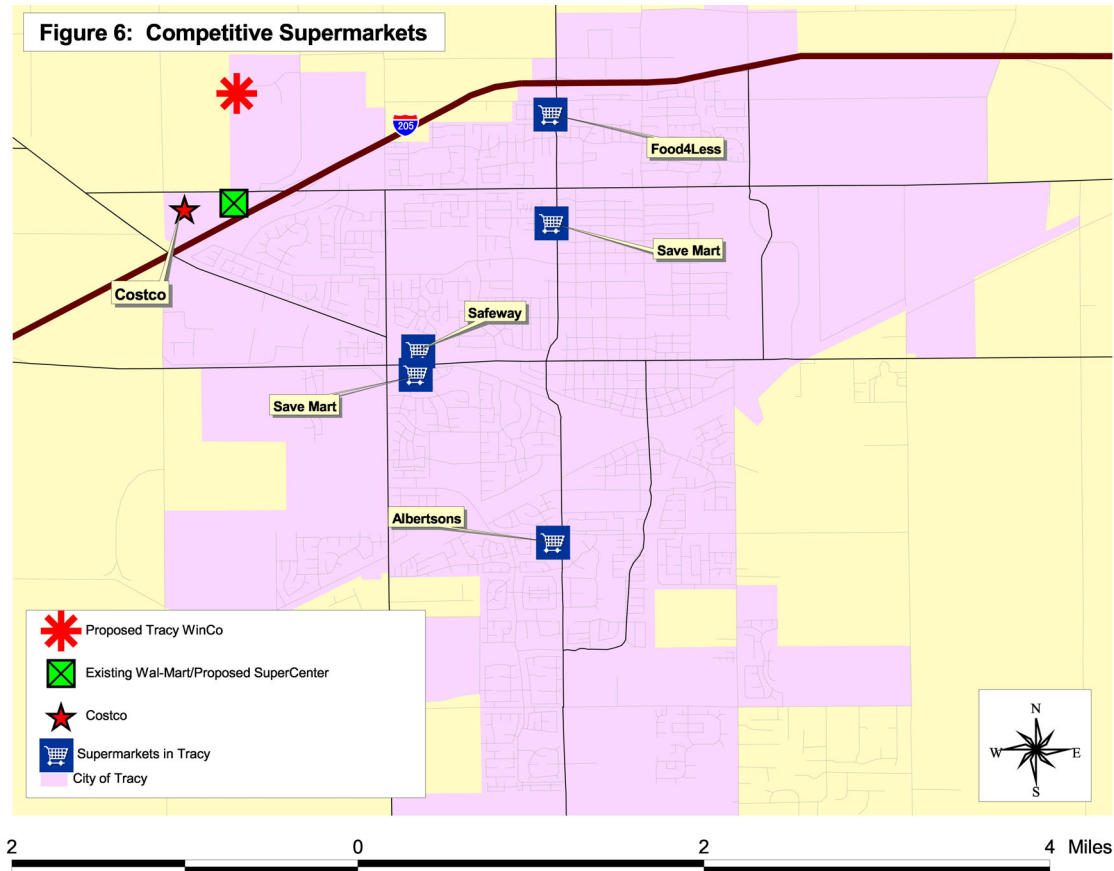 Figure 6:  Competitive Supermarkets
205
Food4Less
Save Mart
Costco
Safeway
Save Mart
Albertsons
Proposed Tracy WinCo
Existing Wal-Mart/Proposed SuperCenter
Costco
Supermarkets in Tracy
City of Tracy
N
W E
S
2 0 2 4 Miles